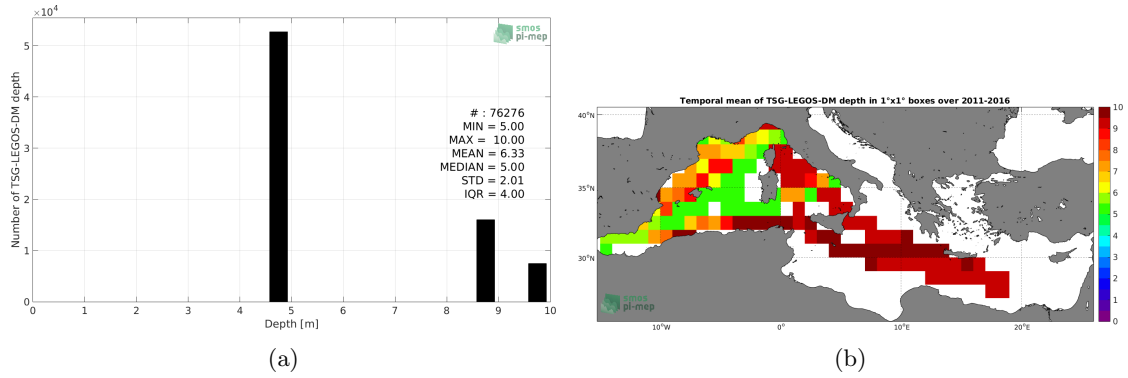 ×10⁴
smos
pi-mep
Number of TSG-LEGOS-DM depth
5
4
3
2
1
0
# : 76276
MIN = 5.00
MAX = 10.00
MEAN = 6.33
MEDIAN = 5.00
STD = 2.01
IQR = 4.00
0 1 2 3 4 5 6 7 8 9 10
Depth [m]
(a)
Temporal mean of TSG-LEGOS-DM depth in 1°x1° boxes over 2011-2016
40°N
35°N
30°N
10°W 0° 10°E 20°E
smos
pi-mep
10
9
8
7
6
5
4
3
2
1
0
(b)